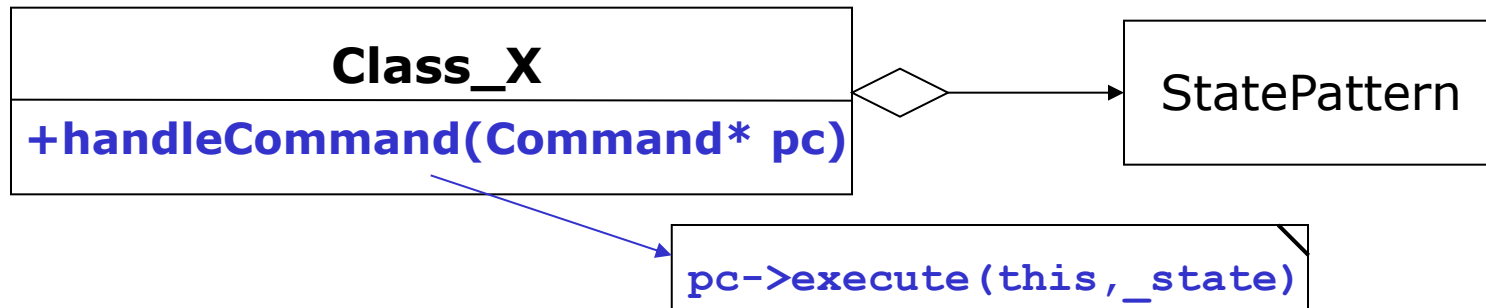 Class_X
StatePattern
+handleCommand(Command* pc)
pc->execute(this,_state)